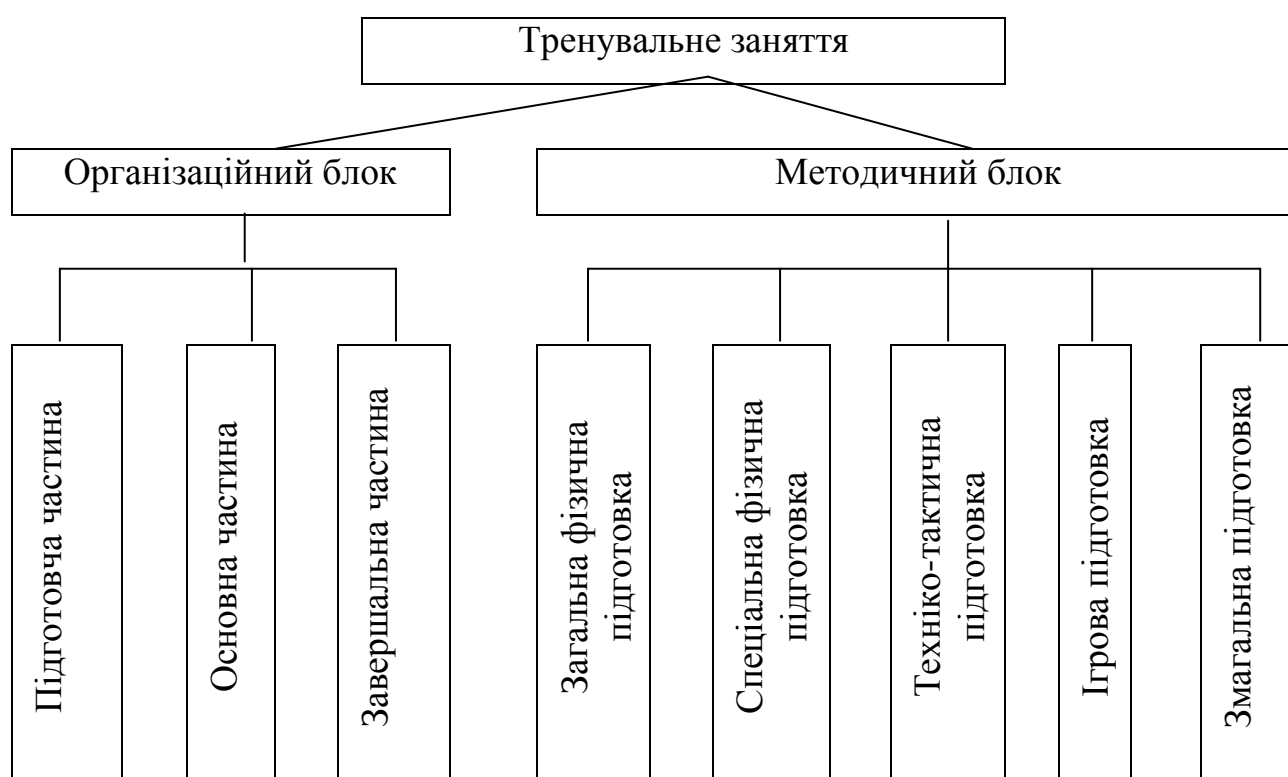 Тренувальне заняття
Організаційний блок
Методичний блок
Підготовча частина
Основна частина
Завершальна частина
Загальна фізична
підготовка
Спеціальна фізична
підготовка
Техніко-тактична
підготовка
Ігрова підготовка
Змагальна підготовка